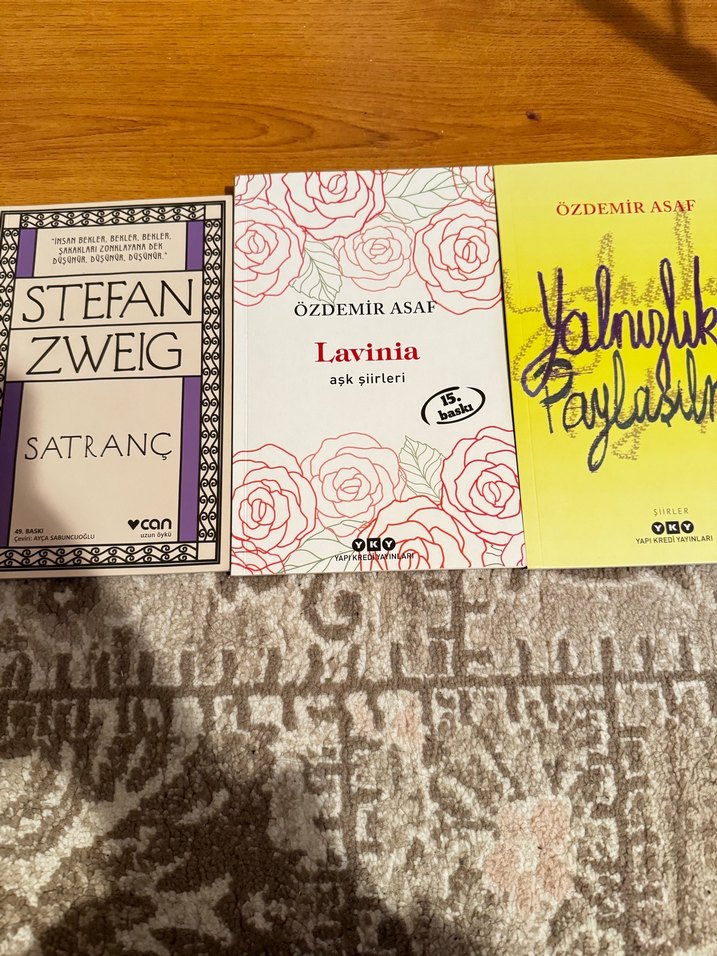 "İNSAN BEKLER, BEKLER, BEKLER,
ŞAKAKLARI ZONKLAYANA DEK
DÜŞÜNÜR, DÜŞÜNÜR, DÜŞÜNÜR."
STEFAN
ZWEIG
SATRANÇ
49. BASKI
Çeviri: AYÇA SABUNCUOĞLU
can
uzun öykü
ÖZDEMİR ASAF
Lavinia
aşk şiirleri
15.
baskı
YKY
YAPI KREDİ YAYINLARI
ÖZDEMİR ASAF
Yalnızlık
ŞİİRLER
YKY
YAPI KREDİ YAYINLARI